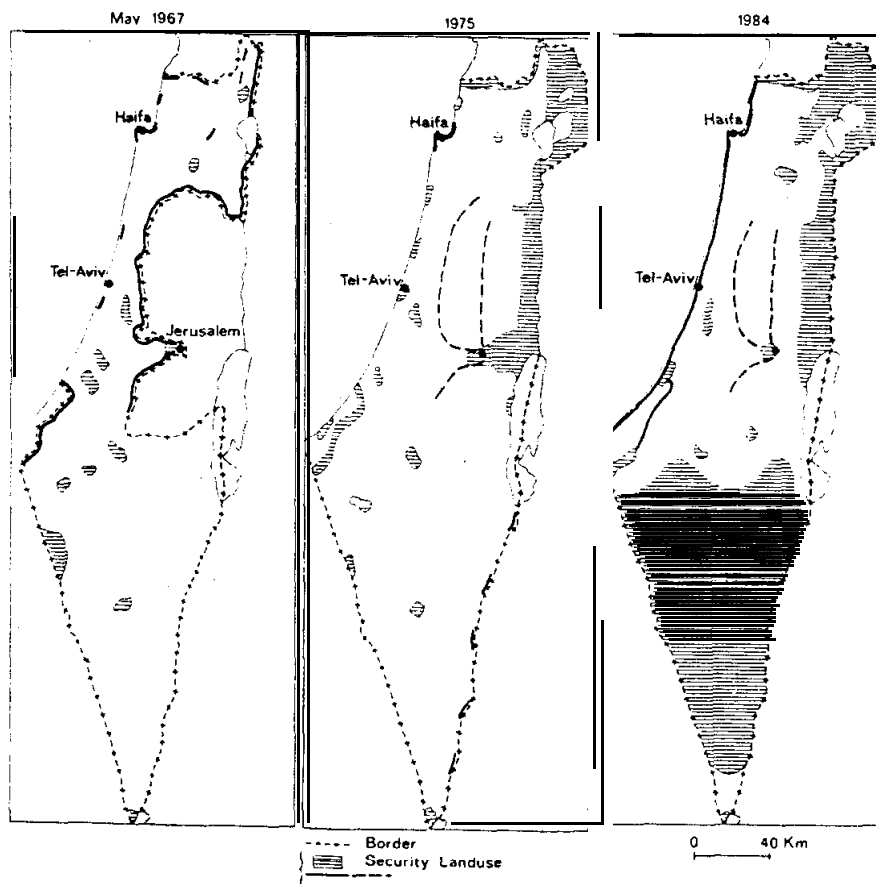 May 1967
1975
1984
Haifa
Haifa
Haifa
Tel-Aviv
Tel-Aviv
Tel-Aviv
Jerusalem
Border
Security Landuse
0 40 Km